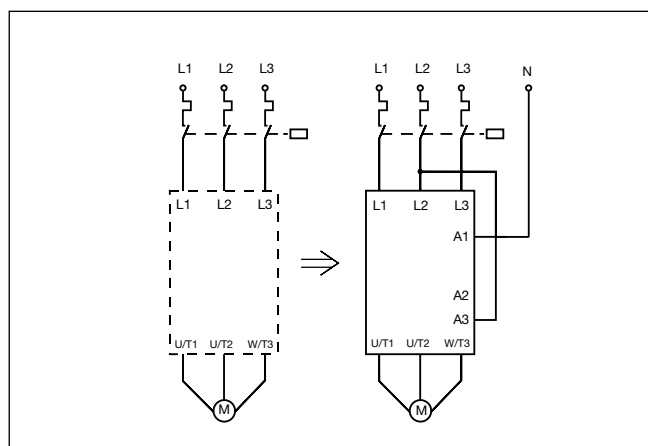 L1 L2 L3 L1 L2 L3 N
L1 L2 L3 L1 L2 L3
A1
A2
A3
U/T1 U/T2 W/T3 U/T1 U/T2 W/T3
M M